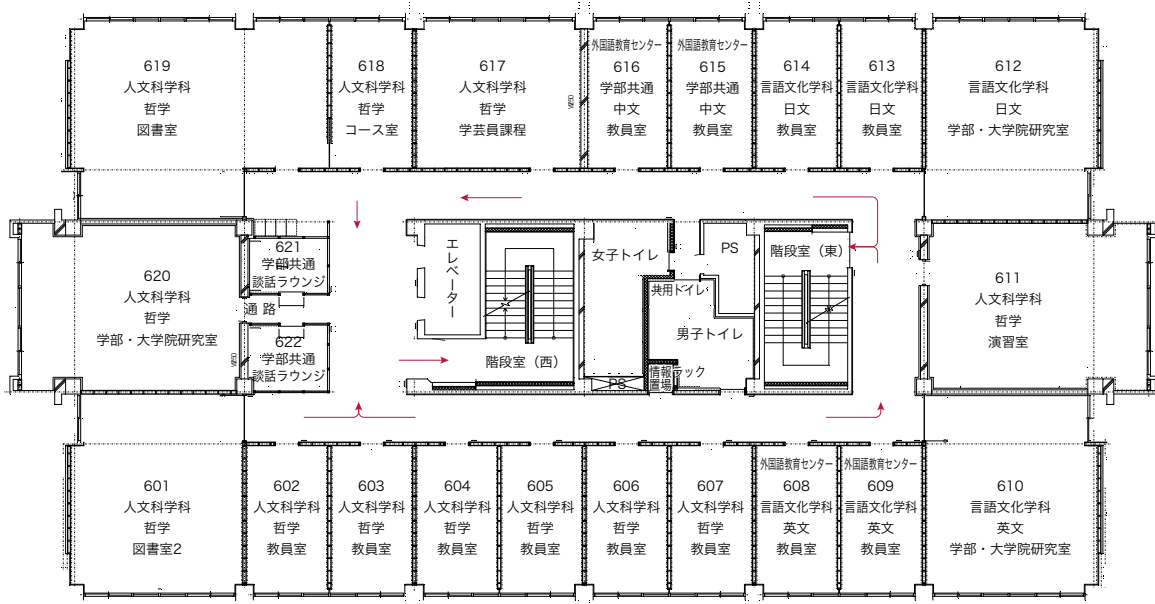 619
人文科学科
哲学
図書室
618
人文科学科
哲学
コース室
617
人文科学科
哲学
学芸員課程
外国語教育センター
616
学部共通
中文
教員室
外国語教育センター
615
学部共通
中文
教員室
614
言語文化学科
日文
教員室
613
言語文化学科
日文
教員室
612
言語文化学科
日文
学部・大学院研究室
620
人文科学科
哲学
学部・大学院研究室
621
学部共通
談話ラウンジ
通路
622
学部共通
談話ラウンジ
エレベーター
階段室（西）
女子トイレ
PS
共用トイレ
男子トイレ
情報ラック
置場
PS
階段室（東）
611
人文科学科
哲学
演習室
601
人文科学科
哲学
図書室2
602
人文科学科
哲学
教員室
603
人文科学科
哲学
教員室
604
人文科学科
哲学
教員室
605
人文科学科
哲学
教員室
606
人文科学科
哲学
教員室
607
人文科学科
哲学
教員室
外国語教育センター
608
言語文化学科
英文
教員室
外国語教育センター
609
言語文化学科
英文
教員室
610
言語文化学科
英文
学部・大学院研究室